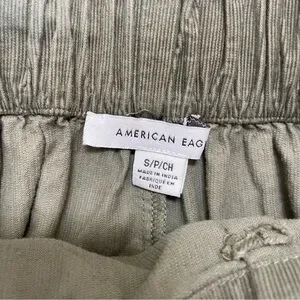 AMERICAN EAG
S/P/CH
MADE IN INDIA
FABRIQUÉ EN
INDE